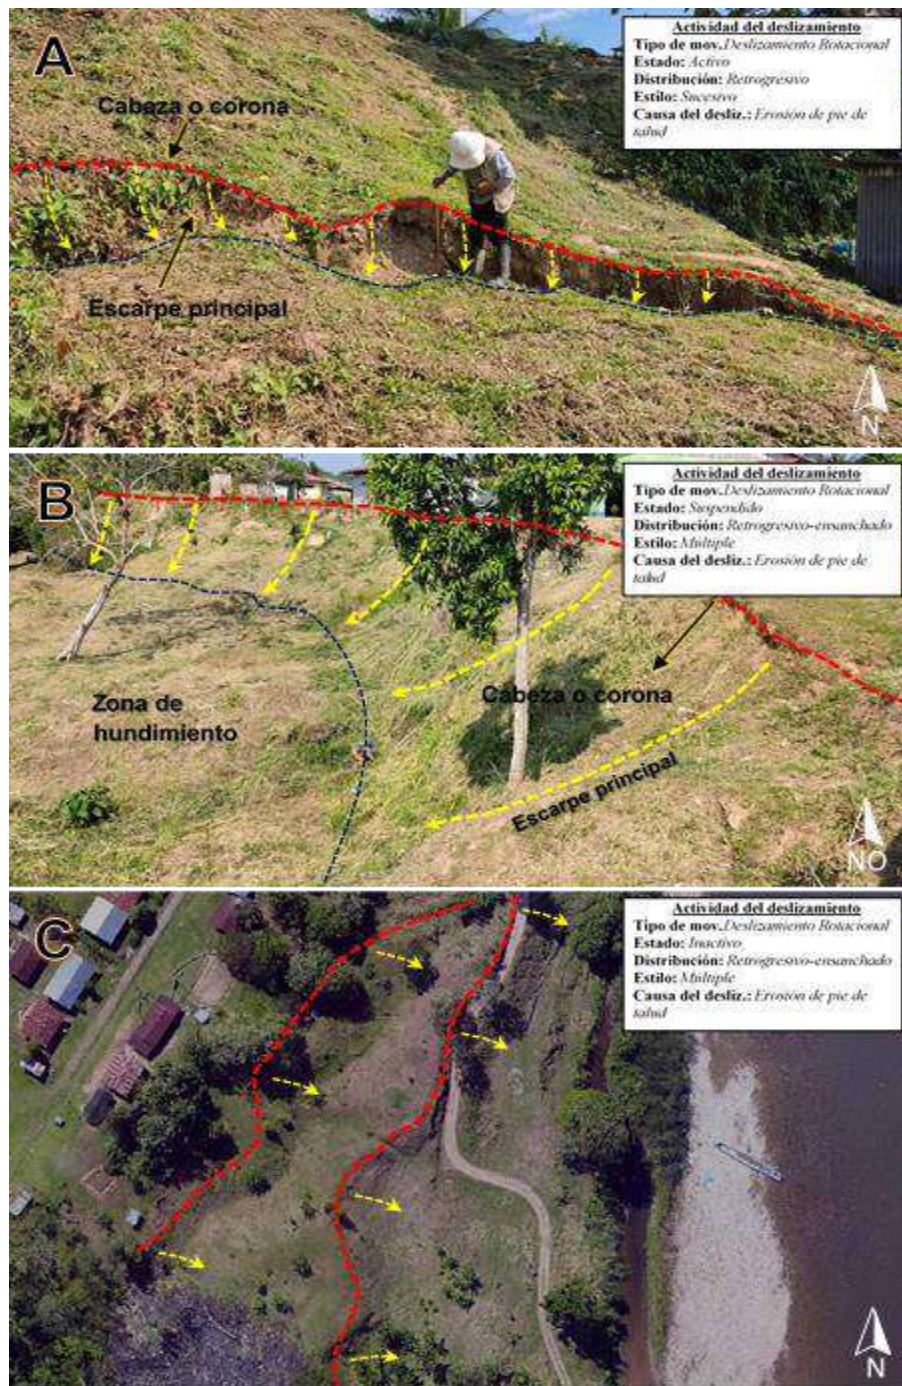 A
Actividad del deslizamiento
Tipo de mov.Deslizamiento Rotacional
Estado: Activo
Distribución: Retrogresivo
Estilo: Sucesivo
Causa del desliz.: Erosión de pie de
talud
Cabeza o corona
Escarpe principal
N
B
Actividad del deslizamiento
Tipo de mov.Deslizamiento Rotacional
Estado: Suspendido
Distribución: Retrogresivo-ensanchado
Estilo: Múltiple
Causa del desliz.: Erosión de pie de
talud
Zona de
hundimiento
Cabeza o corona
Escarpe principal
NO
C
Actividad del deslizamiento
Tipo de mov.Deslizamiento Rotacional
Estado: Inactivo
Distribución: Retrogresivo-ensanchado
Estilo: Múltiple
Causa del desliz.: Erosión de pie de
talud
N